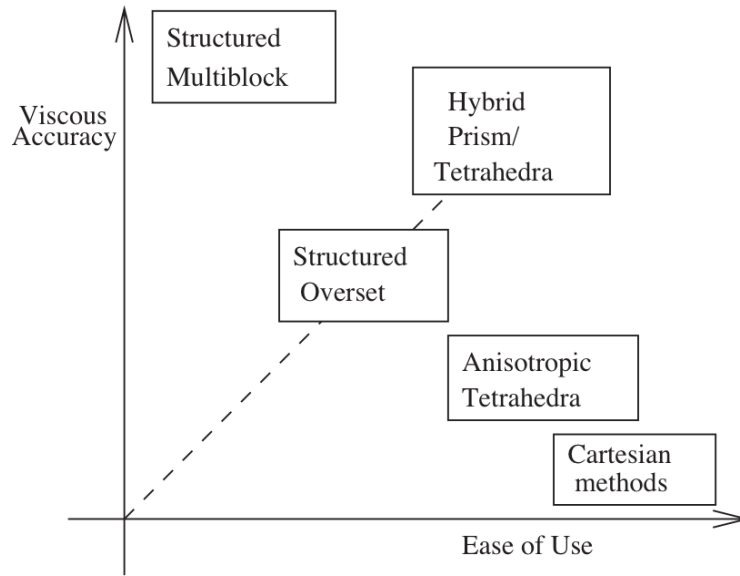 Structured
Multiblock
Viscous
Accuracy
Hybrid
Prism/
Tetrahedra
Structured
Overset
Anisotropic
Tetrahedra
Cartesian
methods
Ease of Use